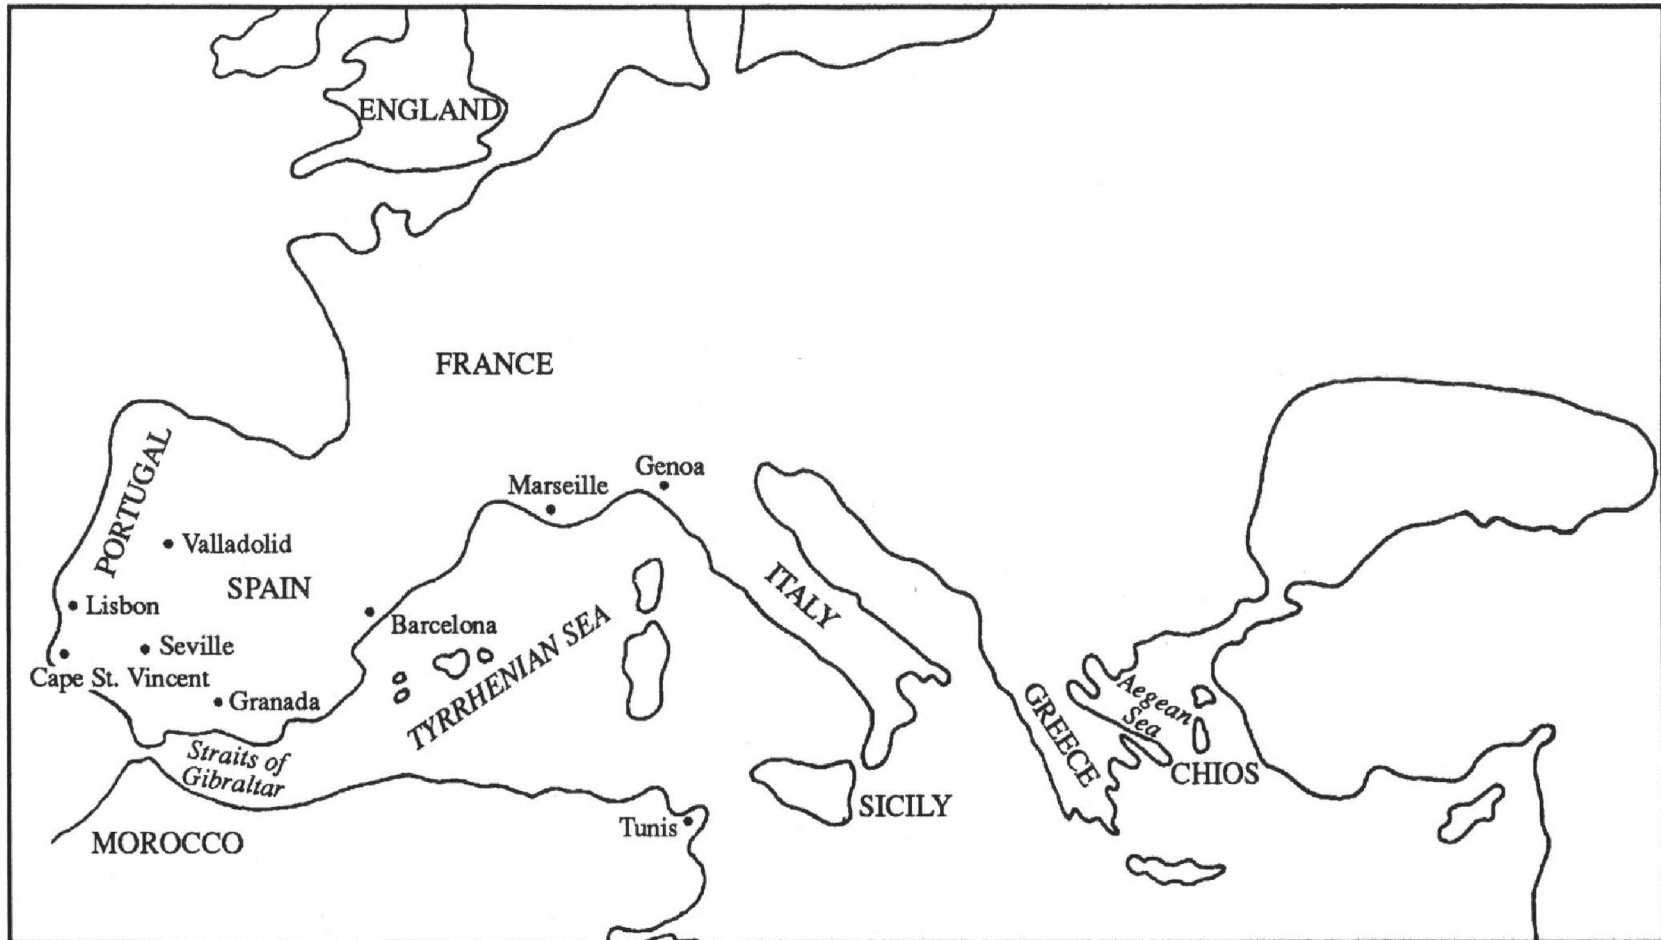 ENGLAND
FRANCE
PORTUGAL
Genoa
Marseille
Valladolid
SPAIN
ITALY
Lisbon
Barcelona
Seville
TYRRHENIAN SEA
Cape St. Vincent
Granada
GREECE
Aegean
Sea
Straits of
Gibraltar
CHIOS
SICILY
Tunis
MOROCCO